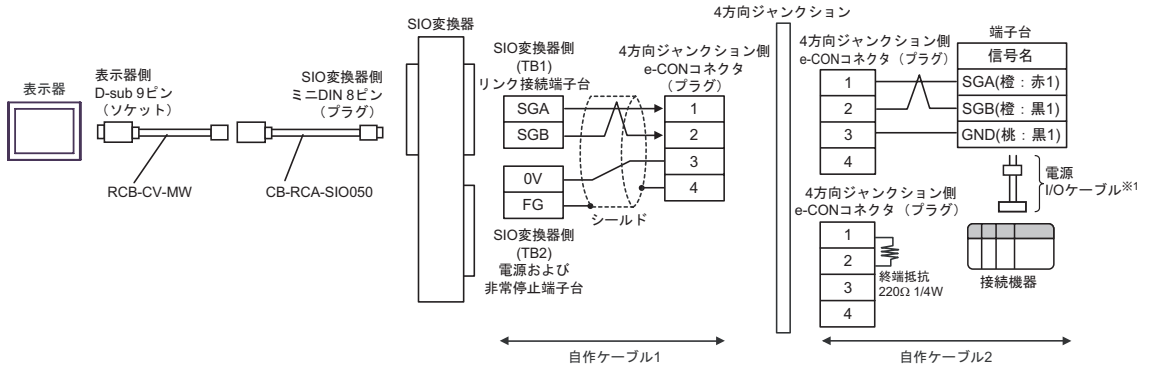 表示器
表示器側
D-sub 9ピン
（ソケット）
RCB-CV-MW
SIO変換器側
ミニDIN 8ピン
（プラグ）
CB-RCA-SIO050
SIO変換器
SIO変換器側
(TB1)
リンク接続端子台
SGA
SGB
0V
FG
SIO変換器側
(TB2)
電源および
非常停止端子台
シールド
4方向ジャンクション側
e-CONコネクタ
（プラグ）
1
2
3
4
自作ケーブル1
4方向ジャンクション
4方向ジャンクション側
e-CONコネクタ（プラグ）
1
2
3
4
4方向ジャンクション側
e-CONコネクタ（プラグ）
1
2
3
4
終端抵抗
220Ω 1/4W
端子台
信号名
SGA(橙：赤1)
SGB(橙：黒1)
GND(桃：黒1)
電源
I/Oケーブル※1
接続機器
自作ケーブル2